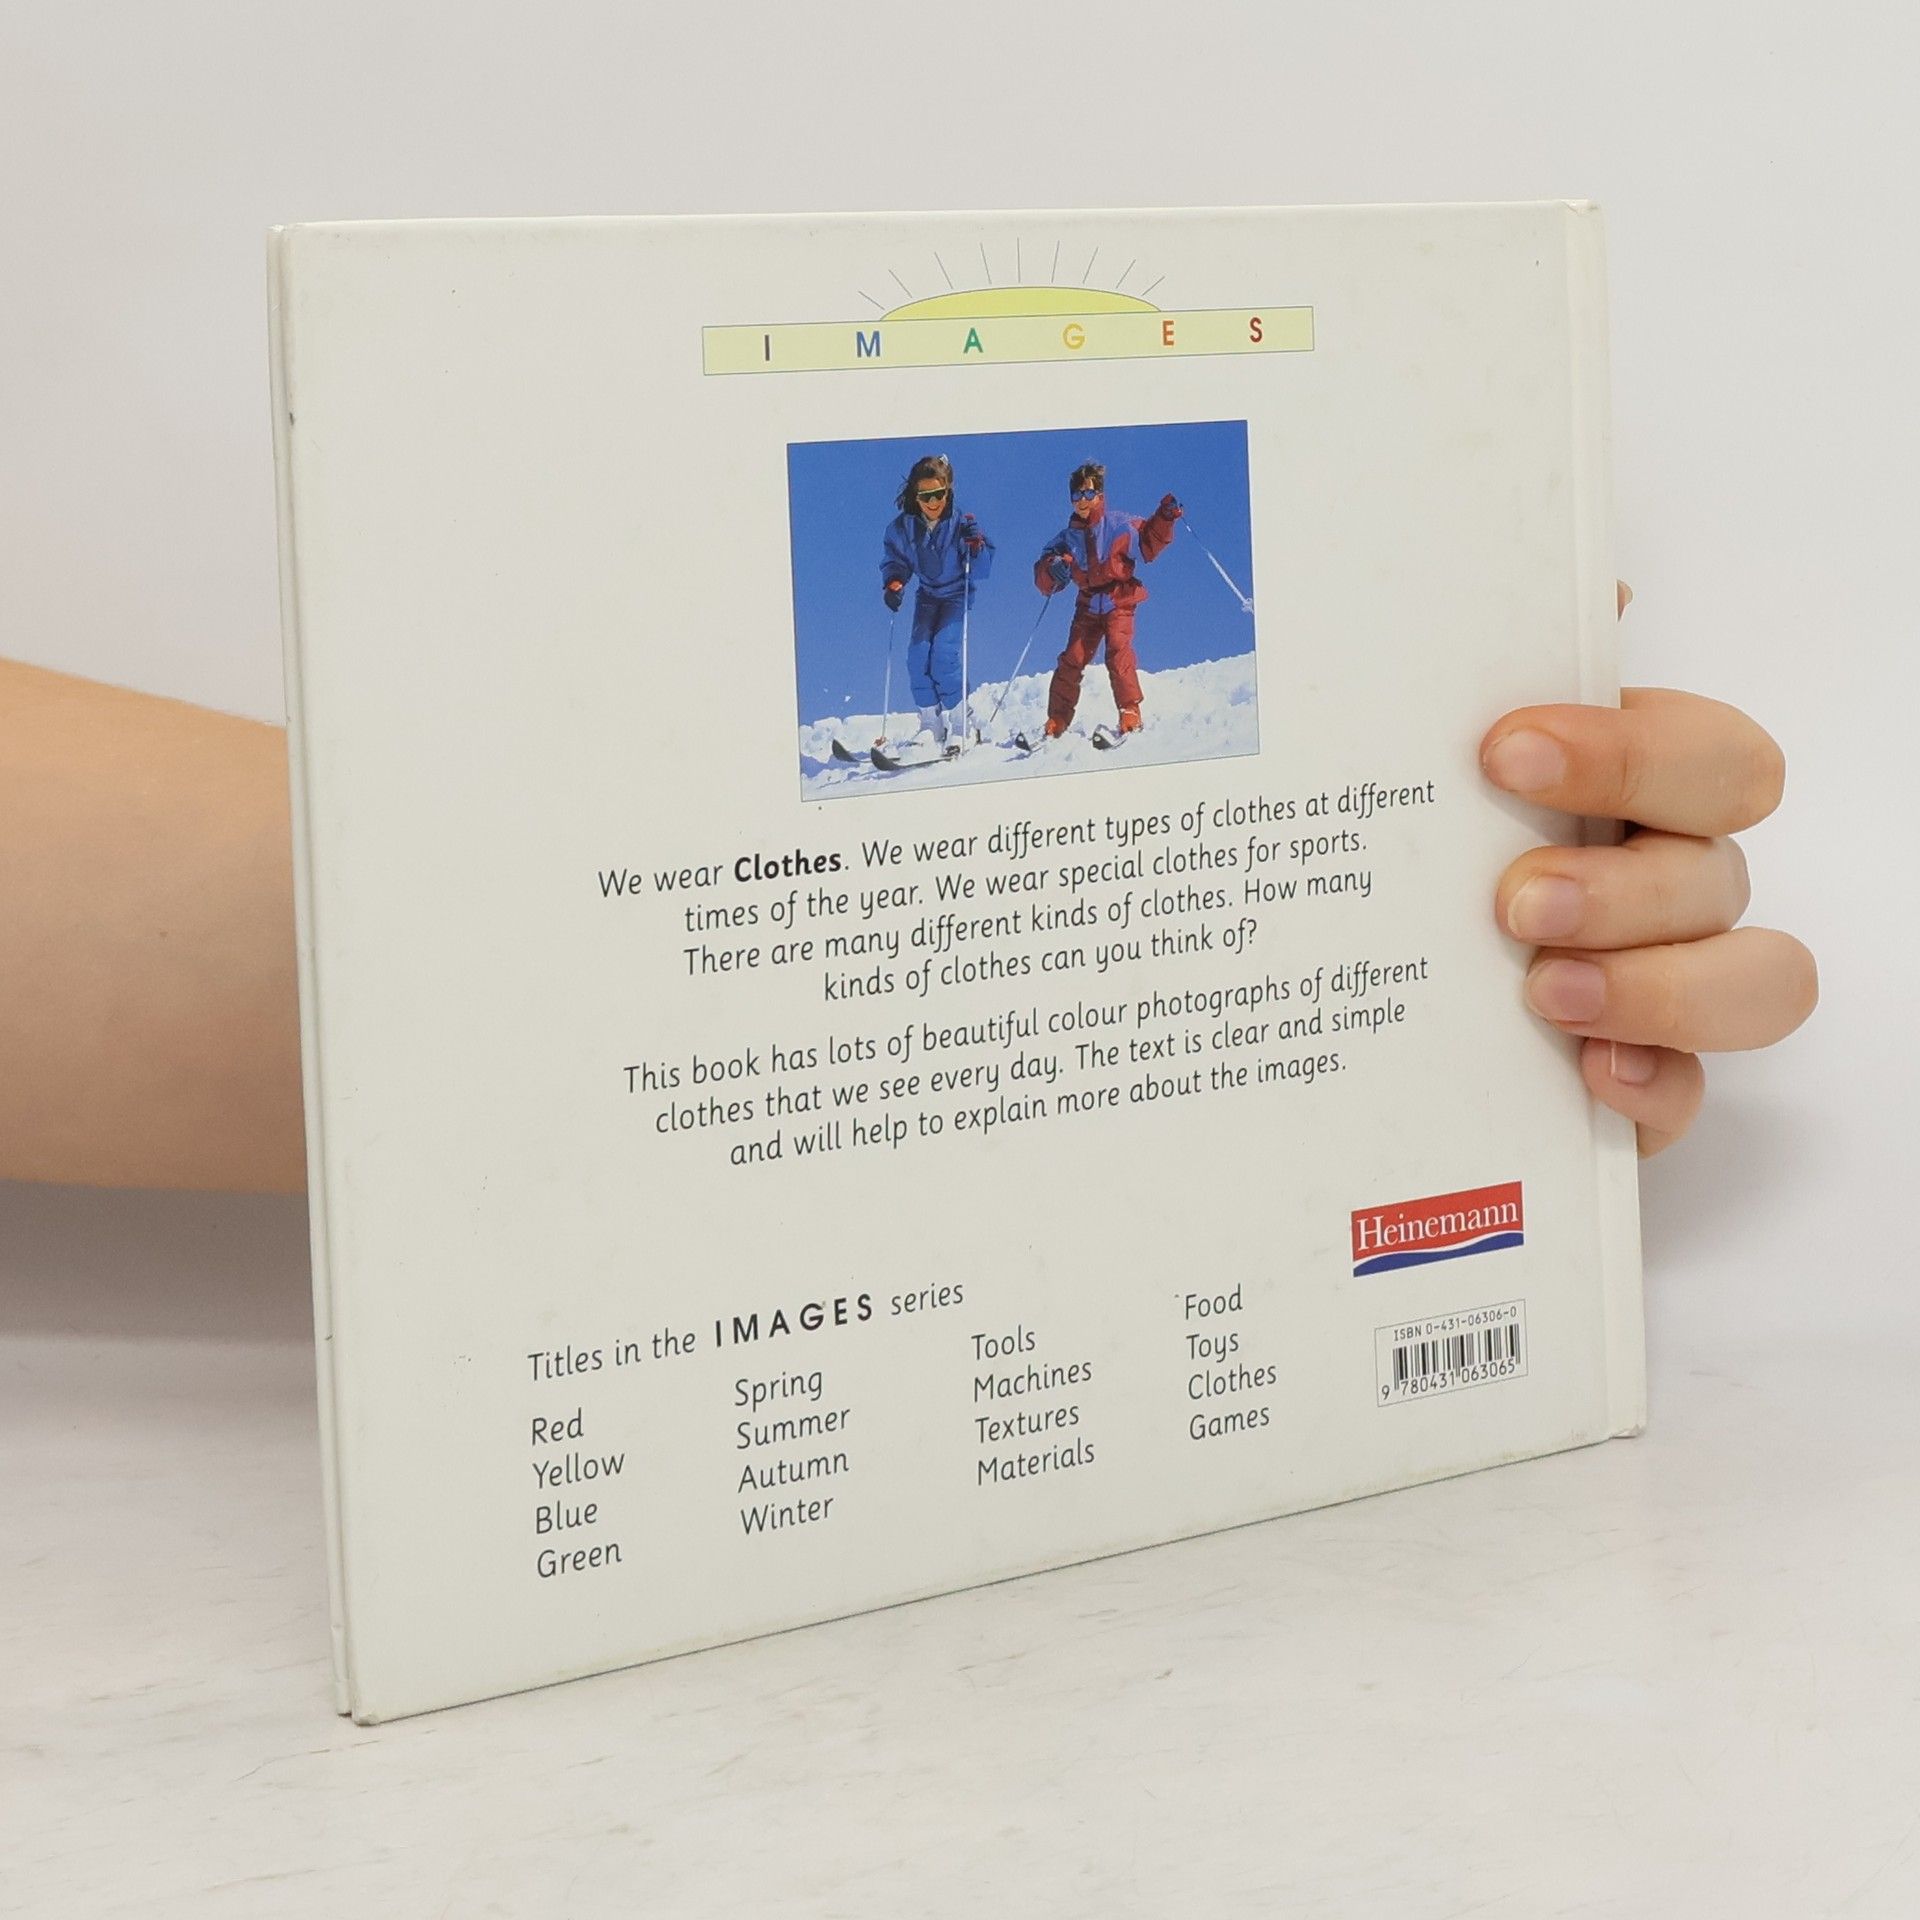 IMAGES
We wear Clothes. We wear different types of clothes at different
times of the year. We wear special clothes for sports.
There are many different kinds of clothes. How many
kinds of clothes can you think of?
This book has lots of beautiful colour photographs of different
clothes that we see every day. The text is clear and simple
and will help to explain more about the images.
Heinemann
Titles in the IMAGES series
Red
Yellow
Blue
Green
Spring
Summer
Autumn
Winter
Tools
Machines
Textures
Materials
Food
Toys
Clothes
Games
ISBN 0-431-06306-0
9 780431 063065